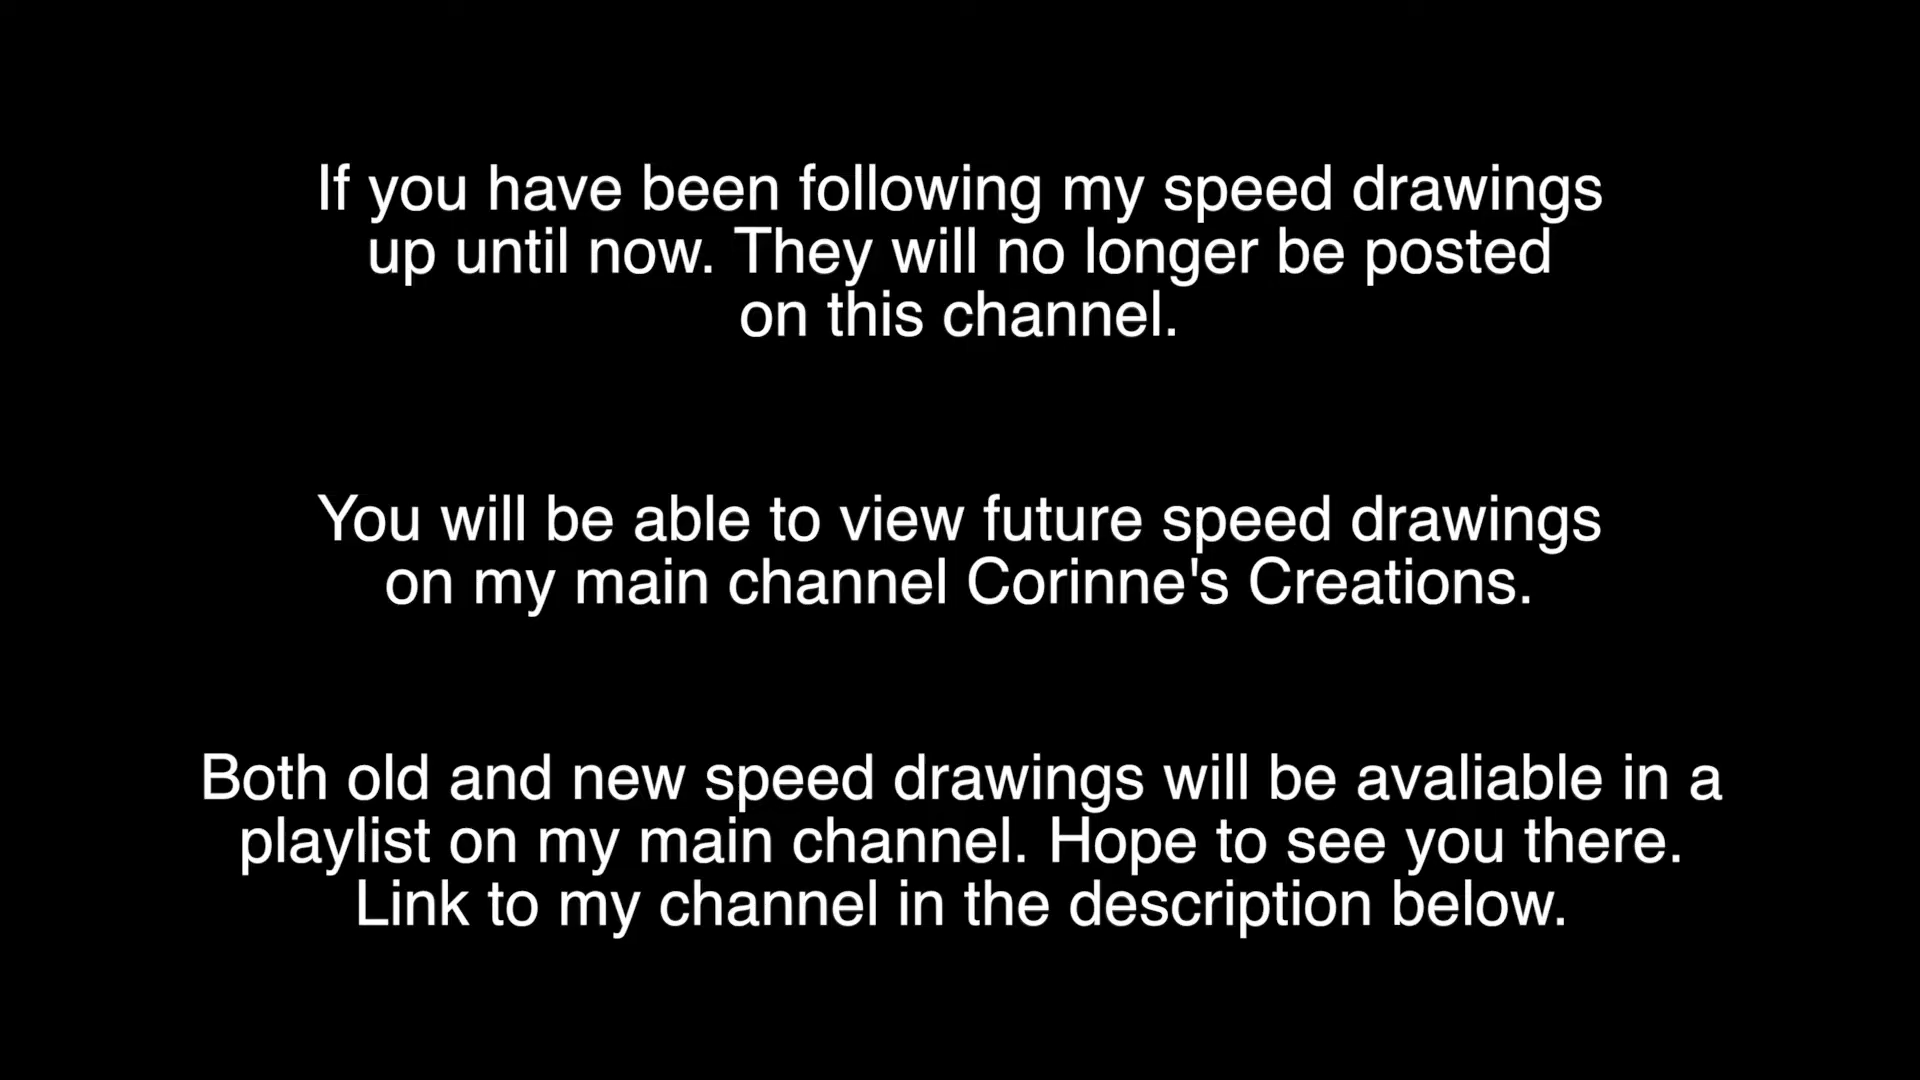 If you have been following my speed drawings
up until now. They will no longer be posted
on this channel.
You will be able to view future speed drawings
on my main channel Corinne's Creations.
Both old and new speed drawings will be avaliable in a
playlist on my main channel. Hope to see you there.
Link to my channel in the description below.